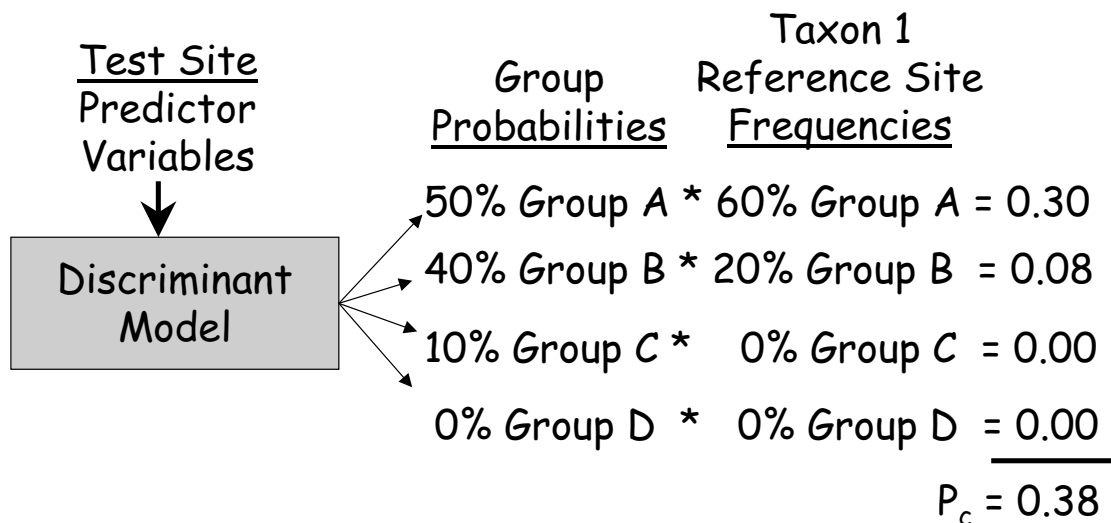 Test Site
Predictor
Variables
Discriminant
Model
Group
Probabilities
Taxon 1
Reference Site
Frequencies
50% Group A * 60% Group A = 0.30
40% Group B * 20% Group B = 0.08
10% Group C * 0% Group C = 0.00
0% Group D * 0% Group D = 0.00
Pc = 0.38